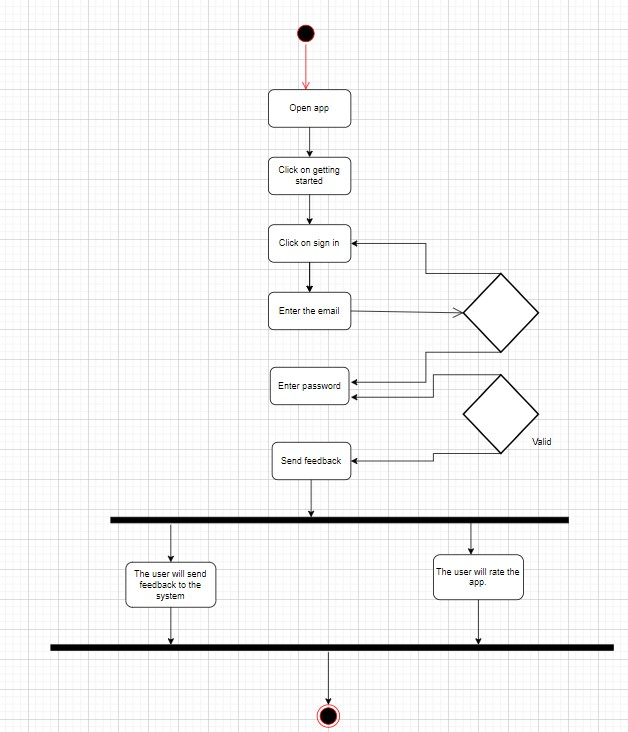 Open app
Click on getting
started
Click on sign in
Enter the email
Enter password
Valid
Send feedback
The user will send
feedback to the
system
The user will rate the
app.